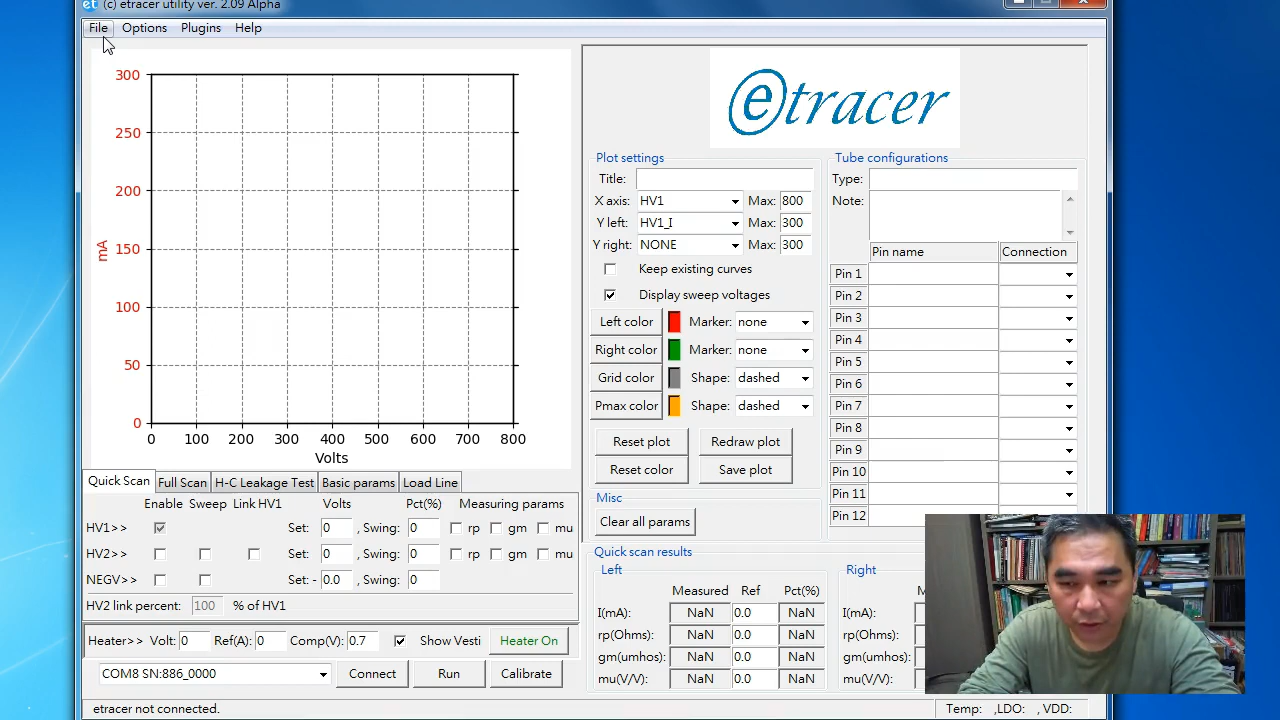 et (c) etracer utility ver. 2.09 Alpha
File Options Plugins Help
300
250
200
150
100
50
0
mA
0 100 200 300 400 500 600 700 800
Volts
etracer
Plot settings
Title:
X axis: HV1 Max: 800
Y left: HV1_I Max: 300
Y right: NONE Max: 300
Keep existing curves
Display sweep voltages
Left color Marker: none
Right color Marker: none
Grid color Shape: dashed
Pmax color Shape: dashed
Reset plot Redraw plot
Reset color Save plot
Misc
Clear all params
Tube configurations
Type:
Note:
Pin name Connection
Pin 1
Pin 2
Pin 3
Pin 4
Pin 5
Pin 6
Pin 7
Pin 8
Pin 9
Pin 10
Pin 11
Pin 12
Quick Scan Full Scan H-C Leakage Test Basic params Load Line
Enable Sweep Link HV1 Volts Pct(%) Measuring params
HV1>> Set: 0 , Swing: 0 rp gm mu
HV2>> Set: 0 , Swing: 0 rp gm mu
NEGV>> Set: - 0.0 , Swing: 0
HV2 link percent: 100 % of HV1
Heater>> Volt: 0 Ref(A): 0 Comp(V): 0.7 Show Vesti Heater On
COM8 SN:886_0000 Connect Run Calibrate
Quick scan results
Left Right
Measured Ref Pct(%)
I(mA): NaN 0.0 NaN I(mA):
rp(Ohms): NaN 0.0 NaN rp(Ohms):
gm(umhos): NaN 0.0 NaN gm(umhos):
mu(V/V): NaN 0.0 NaN mu(V/V):
etracer not connected. Temp: ,LDO: , VDD: